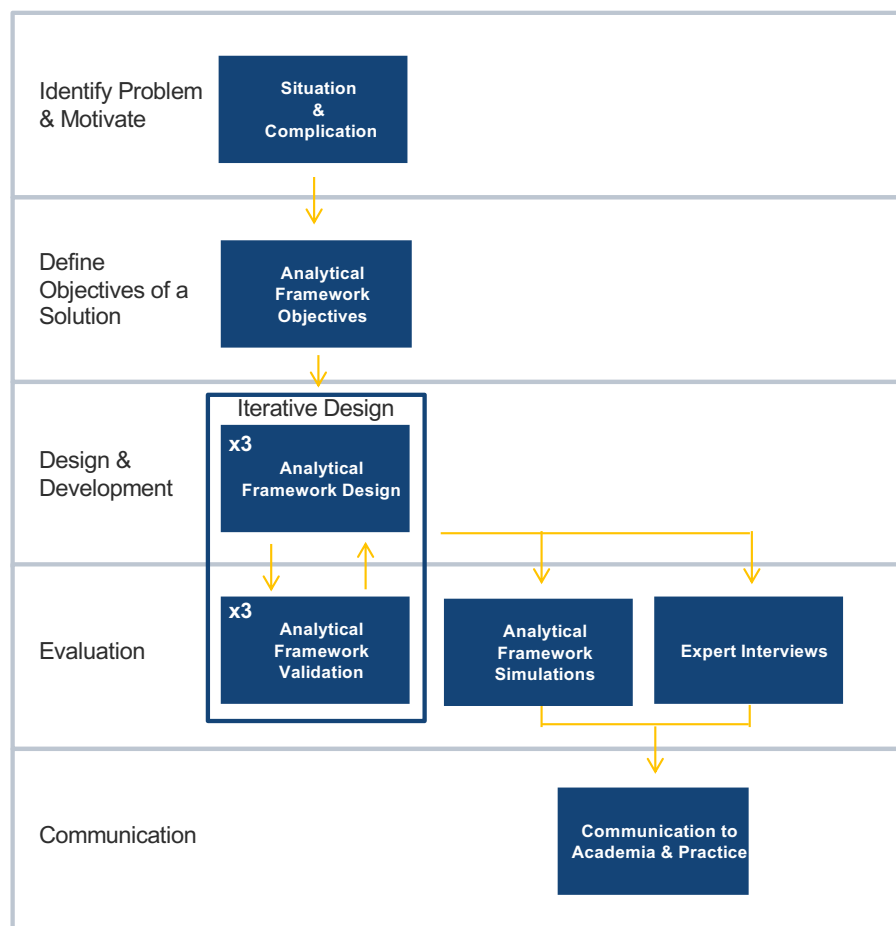 Identify Problem
& Motivate
Situation
&
Complication
Define
Objectives of a
Solution
Analytical
Framework
Objectives
Design &
Development
Iterative Design
x3
Analytical
Framework Design
Evaluation
x3
Analytical
Framework
Validation
Analytical
Framework
Simulations
Expert Interviews
Communication
Communication to
Academia & Practice